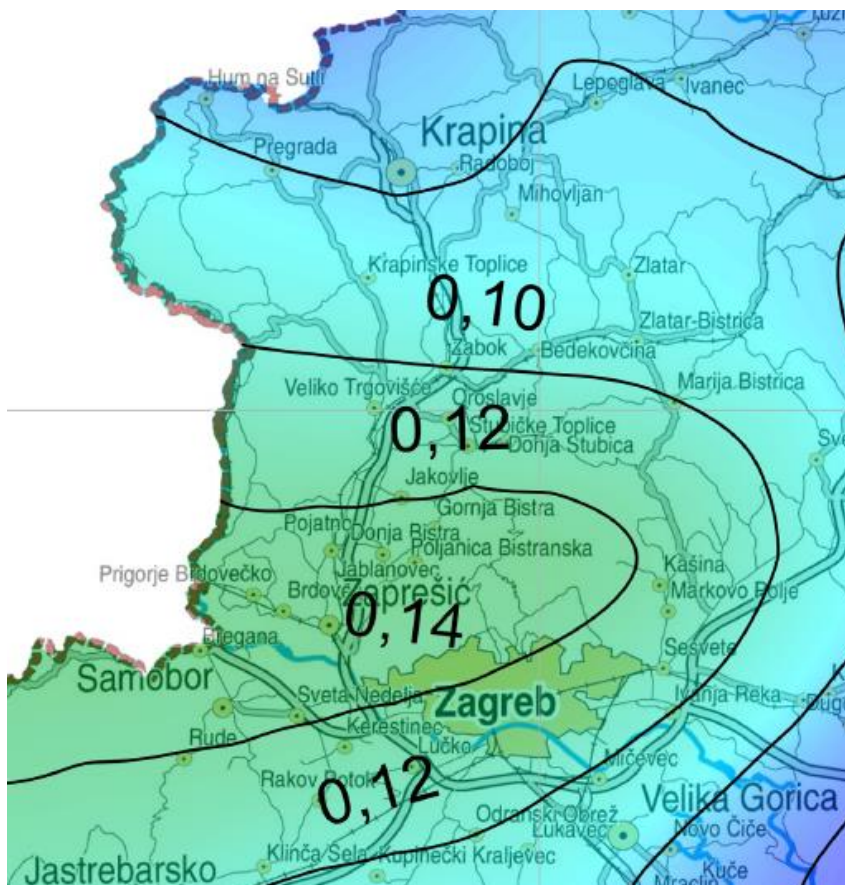 Hum na Sutli
Lepoglava
Ivanec
Krapina
Pregrada
Radoboj
Mihovljan
Krapinske Toplice
Zlatar
0,10
Zlatar-Bistrica
Zabok
Bedekovčina
Veliko Trgovišće
Marija Bistrica
Oroslavje
0,12
Stubičke Toplice
Donja Stubica
Jakovlje
Gornja Bistra
Pojatno
Donja Bistra
Poljanica Bistranska
Prigorje Brdovečko
Jablanovec
Kašina
Zaprešić
Markovo Polje
0,14
Bregana
Sesvete
Samobor
Sveta Nedelja
Zagreb
Ivanja Reka
Kerestinec
Rude
Lučko
Mičevec
Rakov Potok
0,12
Velika Gorica
Odranski Obrež
Lukavec
Novo Čiče
Klinča Sela
Kupinečki Kraljevec
Jastrebarsko
Kuče